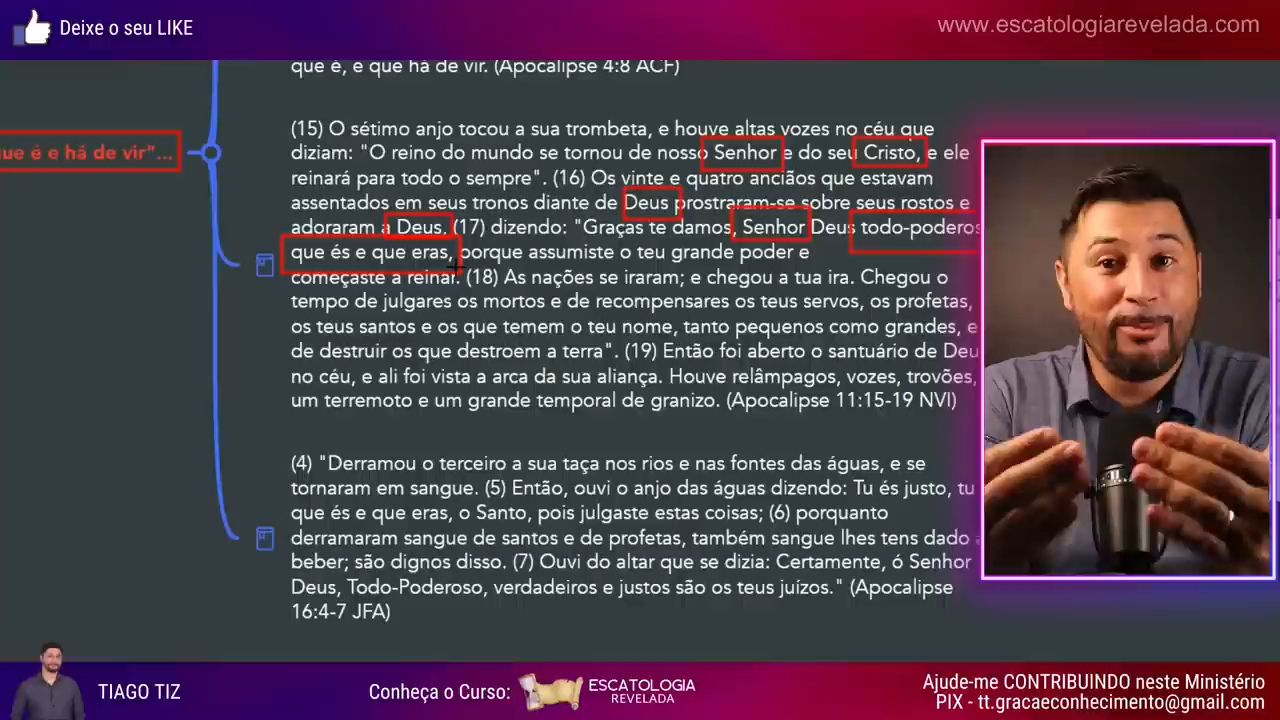 Deixe o seu LIKE
www.escatologiarevelada.com
que é, e que há de vir. (Apocalipse 4:8 ACF)
(15) O sétimo anjo tocou a sua trombeta, e houve altas vozes no céu que
que é e há de vir"...
diziam: "O reino do mundo se tornou de nosso Senhor e do seu Cristo, e ele
reinará para todo o sempre". (16) Os vinte e quatro anciãos que estavam
assentados em seus tronos diante de Deus prostraram-se sobre seus rostos e
adoraram a Deus, (17) dizendo: "Graças te damos, Senhor Deus todo-poderos
que és e que eras, porque assumiste o teu grande poder e
começaste a reinar. (18) As nações se iraram; e chegou a tua ira. Chegou o
tempo de julgares os mortos e de recompensares os teus servos, os profetas,
os teus santos e os que temem o teu nome, tanto pequenos como grandes, e
de destruir os que destroem a terra". (19) Então foi aberto o santuário de Deu
no céu, e ali foi vista a arca da sua aliança. Houve relâmpagos, vozes, trovões,
um terremoto e um grande temporal de granizo. (Apocalipse 11:15-19 NVI)
(4) "Derramou o terceiro a sua taça nos rios e nas fontes das águas, e se
tornaram em sangue. (5) Então, ouvi o anjo das águas dizendo: Tu és justo, tu
que és e que eras, o Santo, pois julgaste estas coisas; (6) porquanto
derramaram sangue de santos e de profetas, também sangue lhes tens dado a
beber; são dignos disso. (7) Ouvi do altar que se dizia: Certamente, ó Senhor
Deus, Todo-Poderoso, verdadeiros e justos são os teus juízos." (Apocalipse
16:4-7 JFA)
TIAGO TIZ
Conheça o Curso:
ESCATOLOGIA
REVELADA
Ajude-me CONTRIBUINDO neste Ministério
PIX - tt.gracaeconhecimento@gmail.com